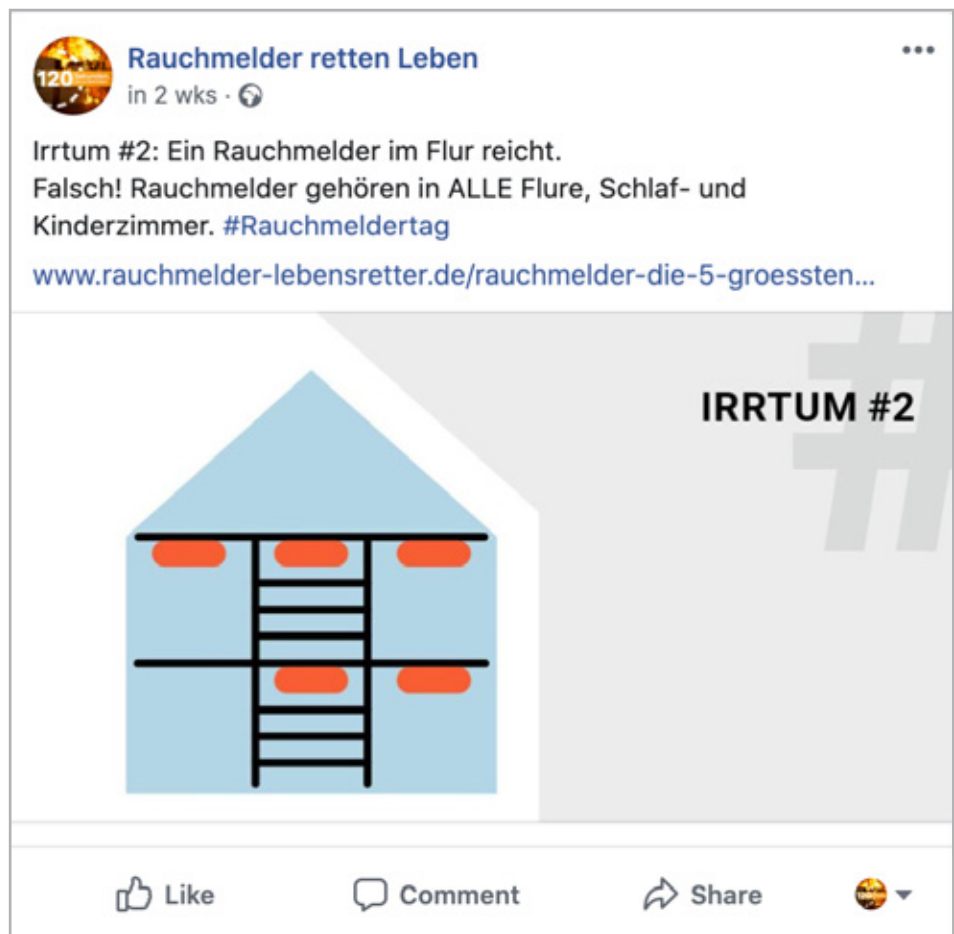 Rauchmelder retten Leben
in 2 wks ·
120
Irrtum #2: Ein Rauchmelder im Flur reicht.
Falsch! Rauchmelder gehören in ALLE Flure, Schlaf- und
Kinderzimmer. #Rauchmeldertag
www.rauchmelder-lebensretter.de/rauchmelder-die-5-groessten...
#
IRRTUM #2
Like
Comment
Share